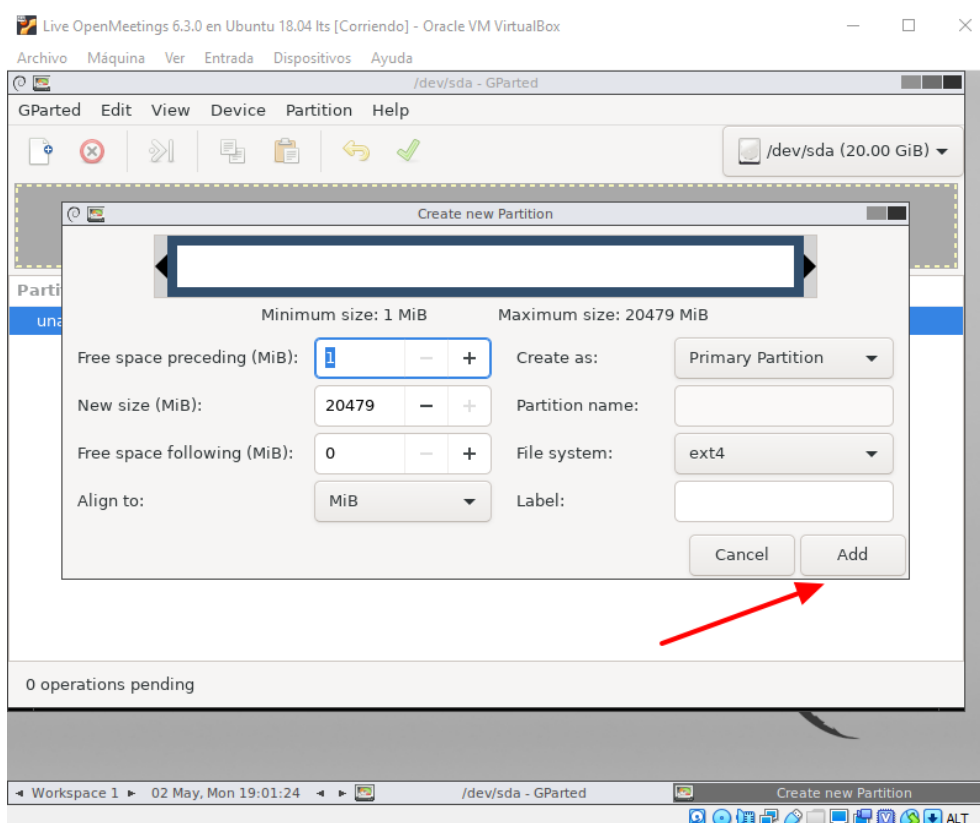 Live OpenMeetings 6.3.0 en Ubuntu 18.04 lts [Corriendo] - Oracle VM VirtualBox
Archivo Máquina Ver Entrada Dispositivos Ayuda
/dev/sda - GParted
GParted Edit View Device Partition Help
/dev/sda (20.00 GiB)
Create new Partition
Minimum size: 1 MiB Maximum size: 20479 MiB
Parti
una
Free space preceding (MiB): 1 Create as: Primary Partition
New size (MiB): 20479 Partition name:
Free space following (MiB): 0 File system: ext4
Align to: MiB Label:
Cancel Add
0 operations pending
Workspace 1 02 May, Mon 19:01:24 /dev/sda - GParted Create new Partition
ALT